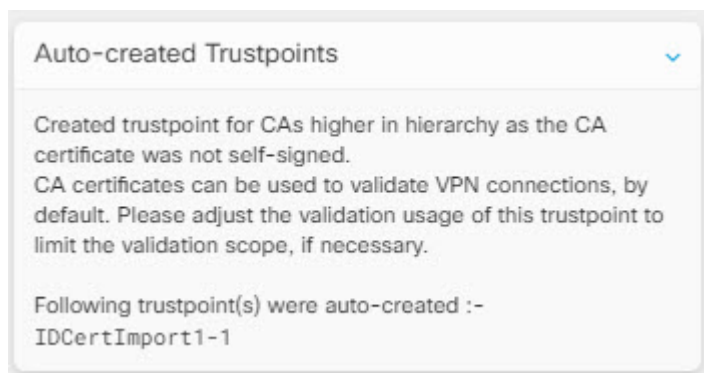 Auto-created Trustpoints
Created trustpoint for CAs higher in hierarchy as the CA
certificate was not self-signed.
CA certificates can be used to validate VPN connections, by
default. Please adjust the validation usage of this trustpoint to
limit the validation scope, if necessary.
Following trustpoint(s) were auto-created :-
IDCertImport1-1